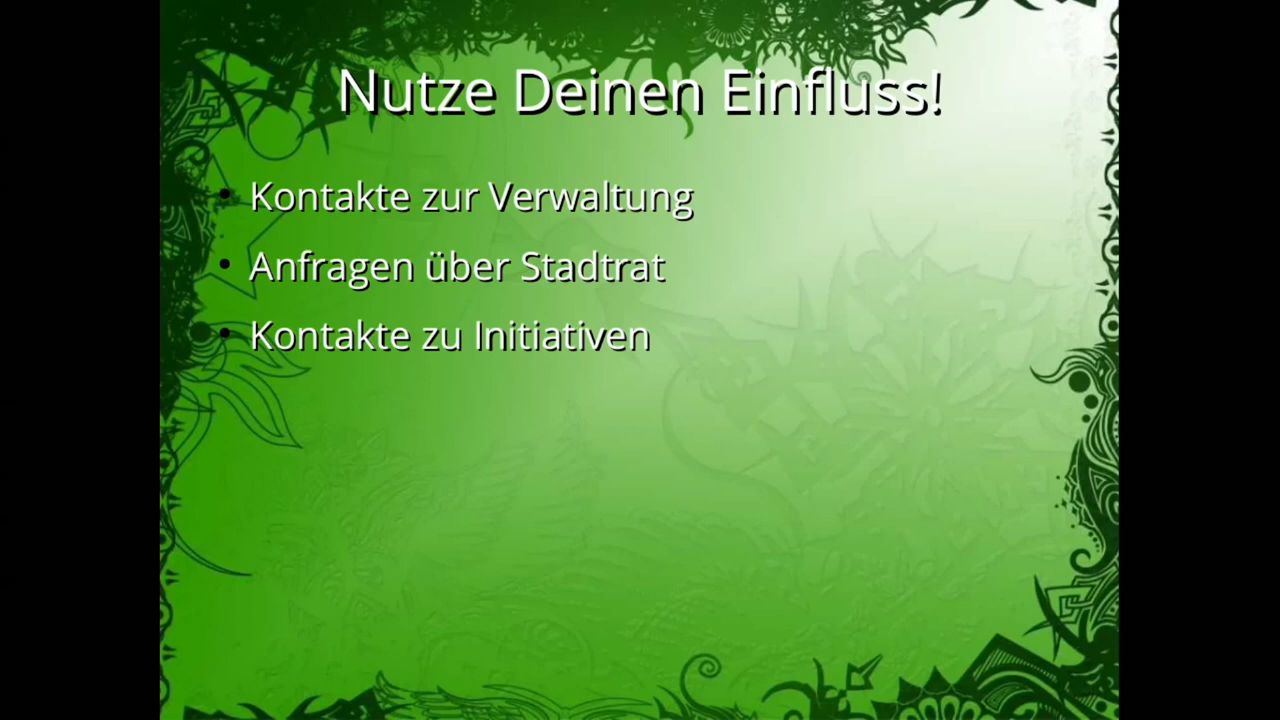 Nutze Deinen Einfluss!
• Kontakte zur Verwaltung
• Anfragen über Stadtrat
• Kontakte zu Initiativen